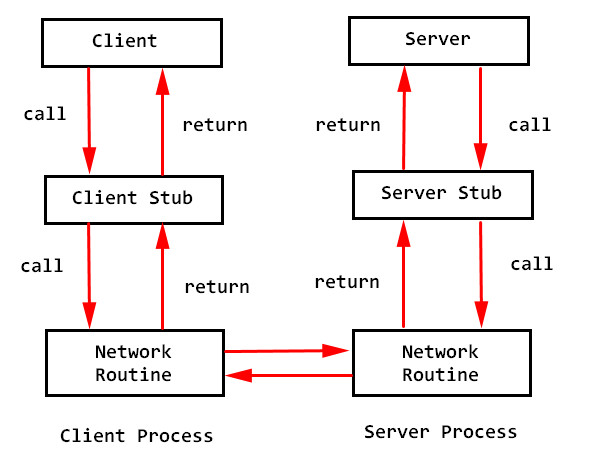 Client
Server
call
return
return
call
Client Stub
Server Stub
call
return
return
call
Network
Routine
Network
Routine
Client Process
Server Process